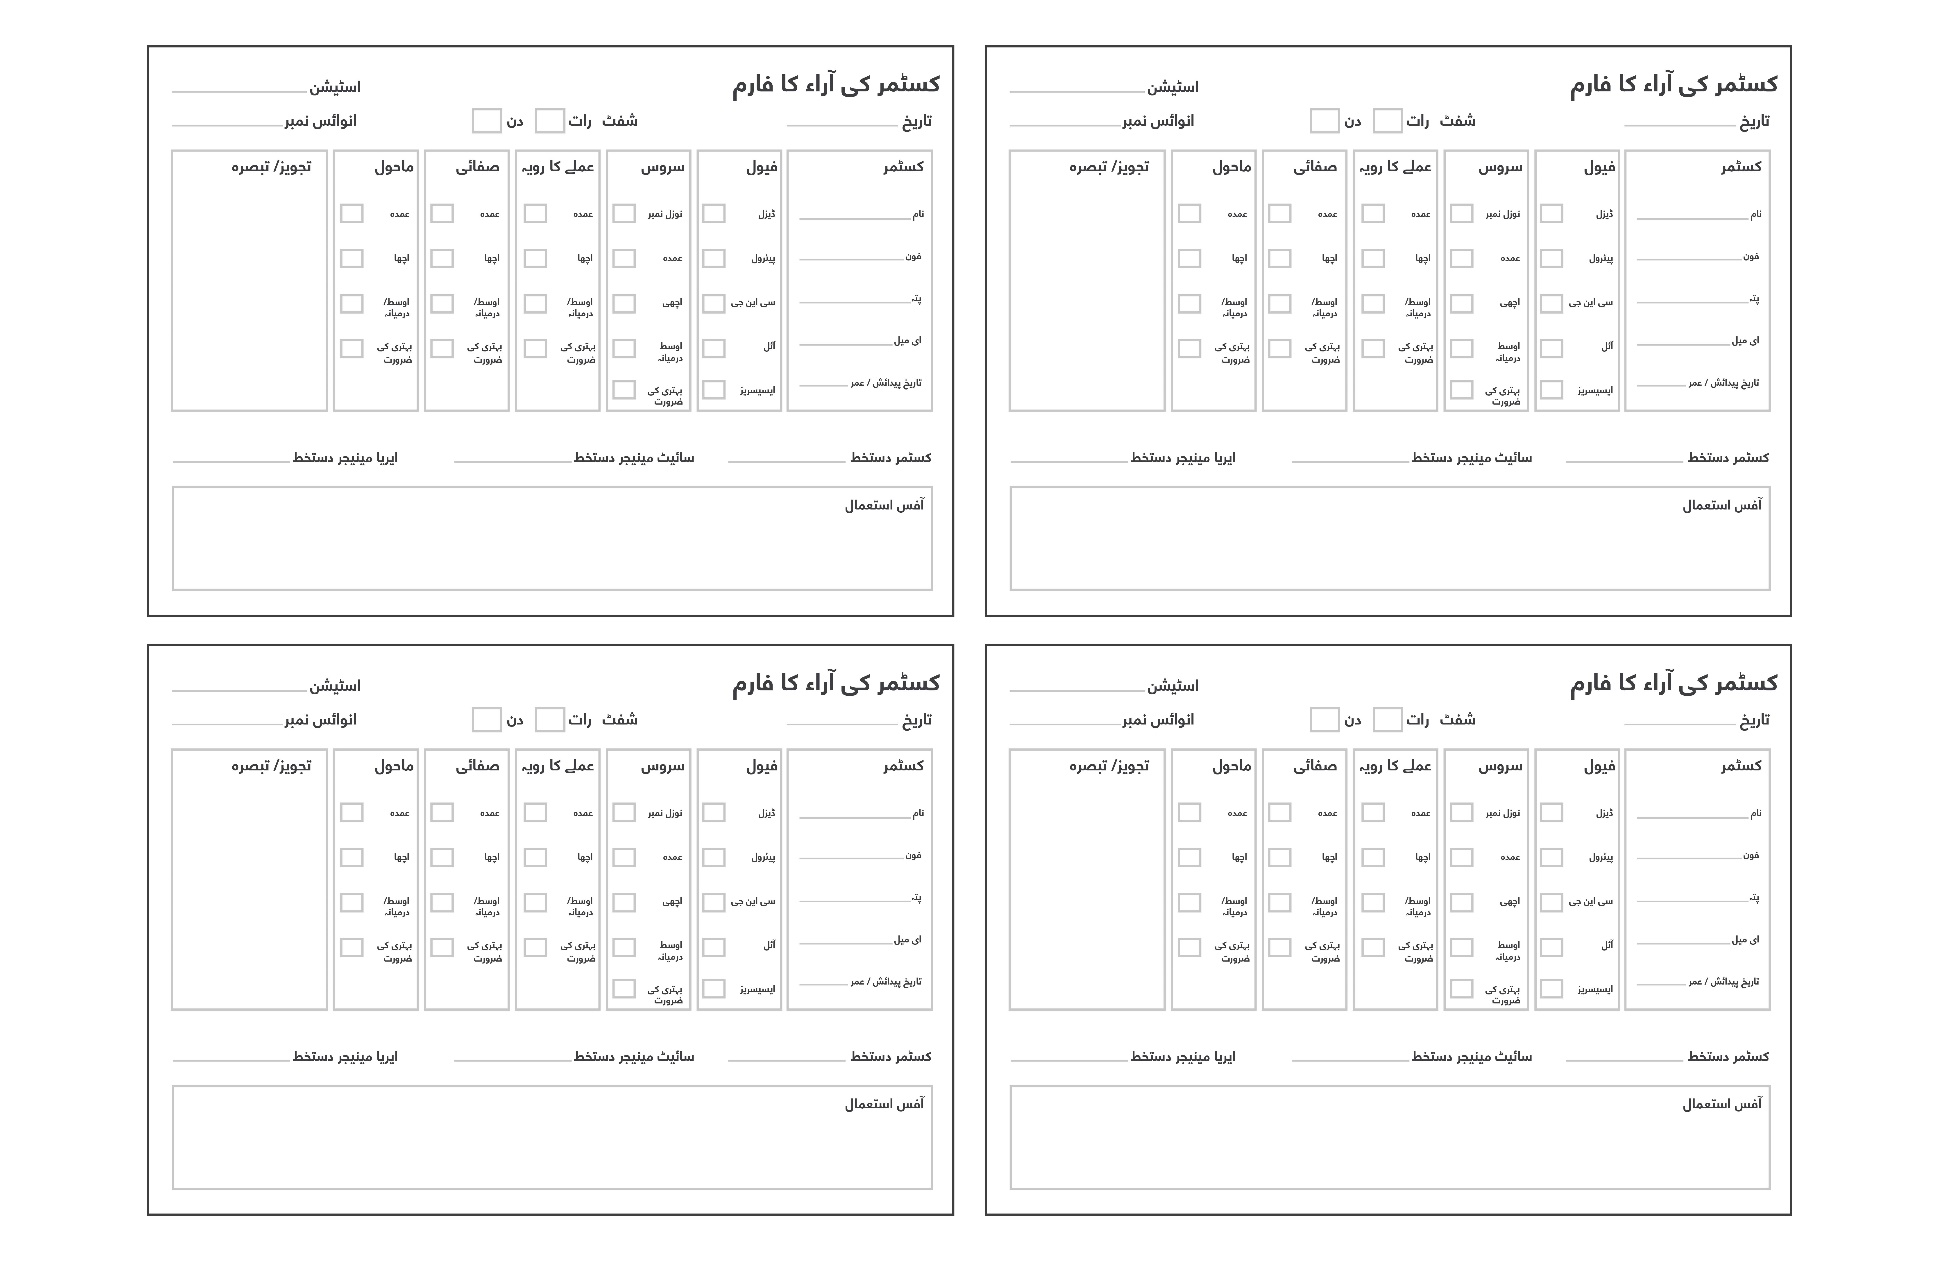 کسٹمر کی آراء کا فارم اسٹیشن
تاریخ شفٹ رات دن انوائس نمبر
کسٹمر فیول سروس عملے کا رویہ صفائی ماحول تجویز/ تبصرہ
نام ڈیزل نوزل نمبر عمدہ عمدہ عمدہ
فون پیٹرول عمدہ اچھا اچھا اچھا
پتہ سی این جی اچھی اوسط/ درمیانہ اوسط/ درمیانہ اوسط/ درمیانہ
ای میل آئل اوسط درمیانہ بہتری کی ضرورت بہتری کی ضرورت بہتری کی ضرورت
تاریخ پیدائش / عمر ایسیسریز بہتری کی ضرورت
کسٹمر دستخط سائیٹ مینیجر دستخط ایریا مینیجر دستخط
آفس استعمال
کسٹمر کی آراء کا فارم اسٹیشن
تاریخ شفٹ رات دن انوائس نمبر
کسٹمر فیول سروس عملے کا رویہ صفائی ماحول تجویز/ تبصرہ
نام ڈیزل نوزل نمبر عمدہ عمدہ عمدہ
فون پیٹرول عمدہ اچھا اچھا اچھا
پتہ سی این جی اچھی اوسط/ درمیانہ اوسط/ درمیانہ اوسط/ درمیانہ
ای میل آئل اوسط درمیانہ بہتری کی ضرورت بہتری کی ضرورت بہتری کی ضرورت
تاریخ پیدائش / عمر ایسیسریز بہتری کی ضرورت
کسٹمر دستخط سائیٹ مینیجر دستخط ایریا مینیجر دستخط
آفس استعمال
کسٹمر کی آراء کا فارم اسٹیشن
تاریخ شفٹ رات دن انوائس نمبر
کسٹمر فیول سروس عملے کا رویہ صفائی ماحول تجویز/ تبصرہ
نام ڈیزل نوزل نمبر عمدہ عمدہ عمدہ
فون پیٹرول عمدہ اچھا اچھا اچھا
پتہ سی این جی اچھی اوسط/ درمیانہ اوسط/ درمیانہ اوسط/ درمیانہ
ای میل آئل اوسط درمیانہ بہتری کی ضرورت بہتری کی ضرورت بہتری کی ضرورت
تاریخ پیدائش / عمر ایسیسریز بہتری کی ضرورت
کسٹمر دستخط سائیٹ مینیجر دستخط ایریا مینیجر دستخط
آفس استعمال
کسٹمر کی آراء کا فارم اسٹیشن
تاریخ شفٹ رات دن انوائس نمبر
کسٹمر فیول سروس عملے کا رویہ صفائی ماحول تجویز/ تبصرہ
نام ڈیزل نوزل نمبر عمدہ عمدہ عمدہ
فون پیٹرول عمدہ اچھا اچھا اچھا
پتہ سی این جی اچھی اوسط/ درمیانہ اوسط/ درمیانہ اوسط/ درمیانہ
ای میل آئل اوسط درمیانہ بہتری کی ضرورت بہتری کی ضرورت بہتری کی ضرورت
تاریخ پیدائش / عمر ایسیسریز بہتری کی ضرورت
کسٹمر دستخط سائیٹ مینیجر دستخط ایریا مینیجر دستخط
آفس استعمال